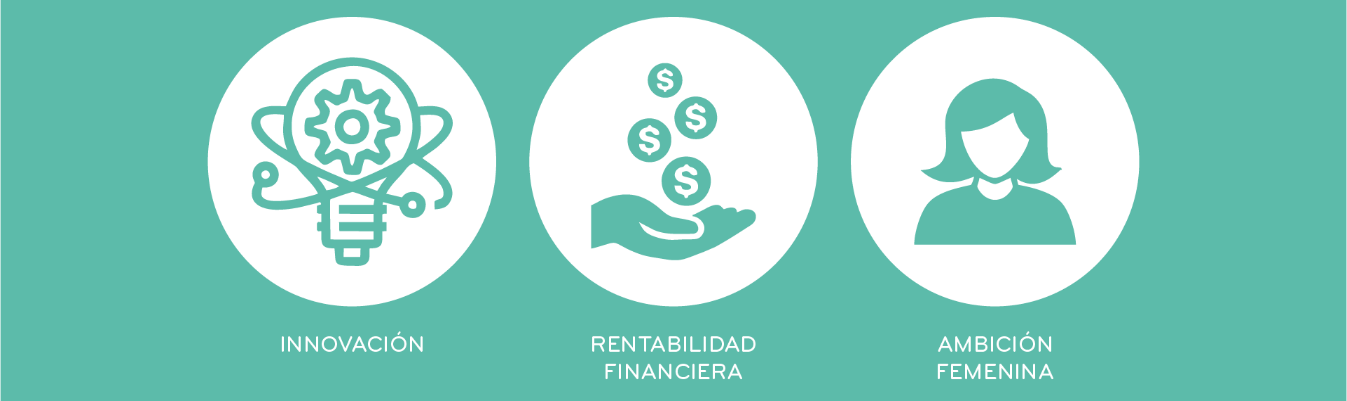 $
$
$
$
INNOVACIÓN
RENTABILIDAD
FINANCIERA
AMBICIÓN
FEMENINA